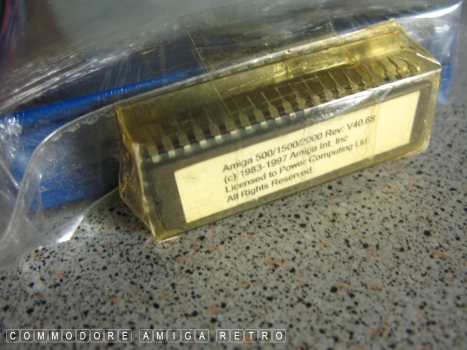 Amiga 500/1500/2000 Rev: V40.68
(c) 1983-1997 Amiga Int. Inc
Licensed to Power Computing Ltd
All Rights Reserved
COMMODORE AMIGA RETRO